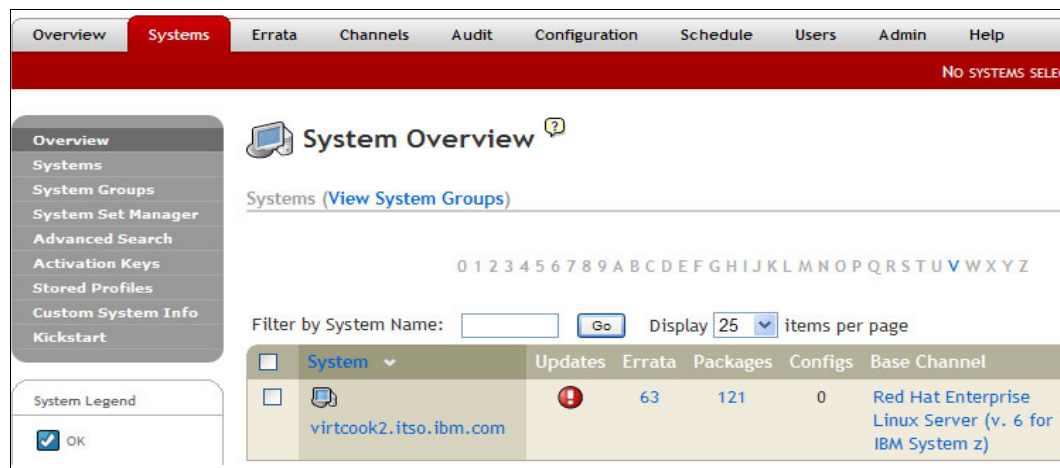 Overview Systems Errata Channels Audit Configuration Schedule Users Admin Help
NO SYSTEMS SELE
Overview
Systems
System Groups
System Set Manager
Advanced Search
Activation Keys
Stored Profiles
Custom System Info
Kickstart
System Legend
OK
System Overview ?
Systems (View System Groups)
0 1 2 3 4 5 6 7 8 9 A B C D E F G H I J K L M N O P Q R S T U V W X Y Z
Filter by System Name: Go Display 25 items per page
System Updates Errata Packages Configs Base Channel
virtcook2.itso.ibm.com ! 63 121 0 Red Hat Enterprise
Linux Server (v. 6 for
IBM System z)